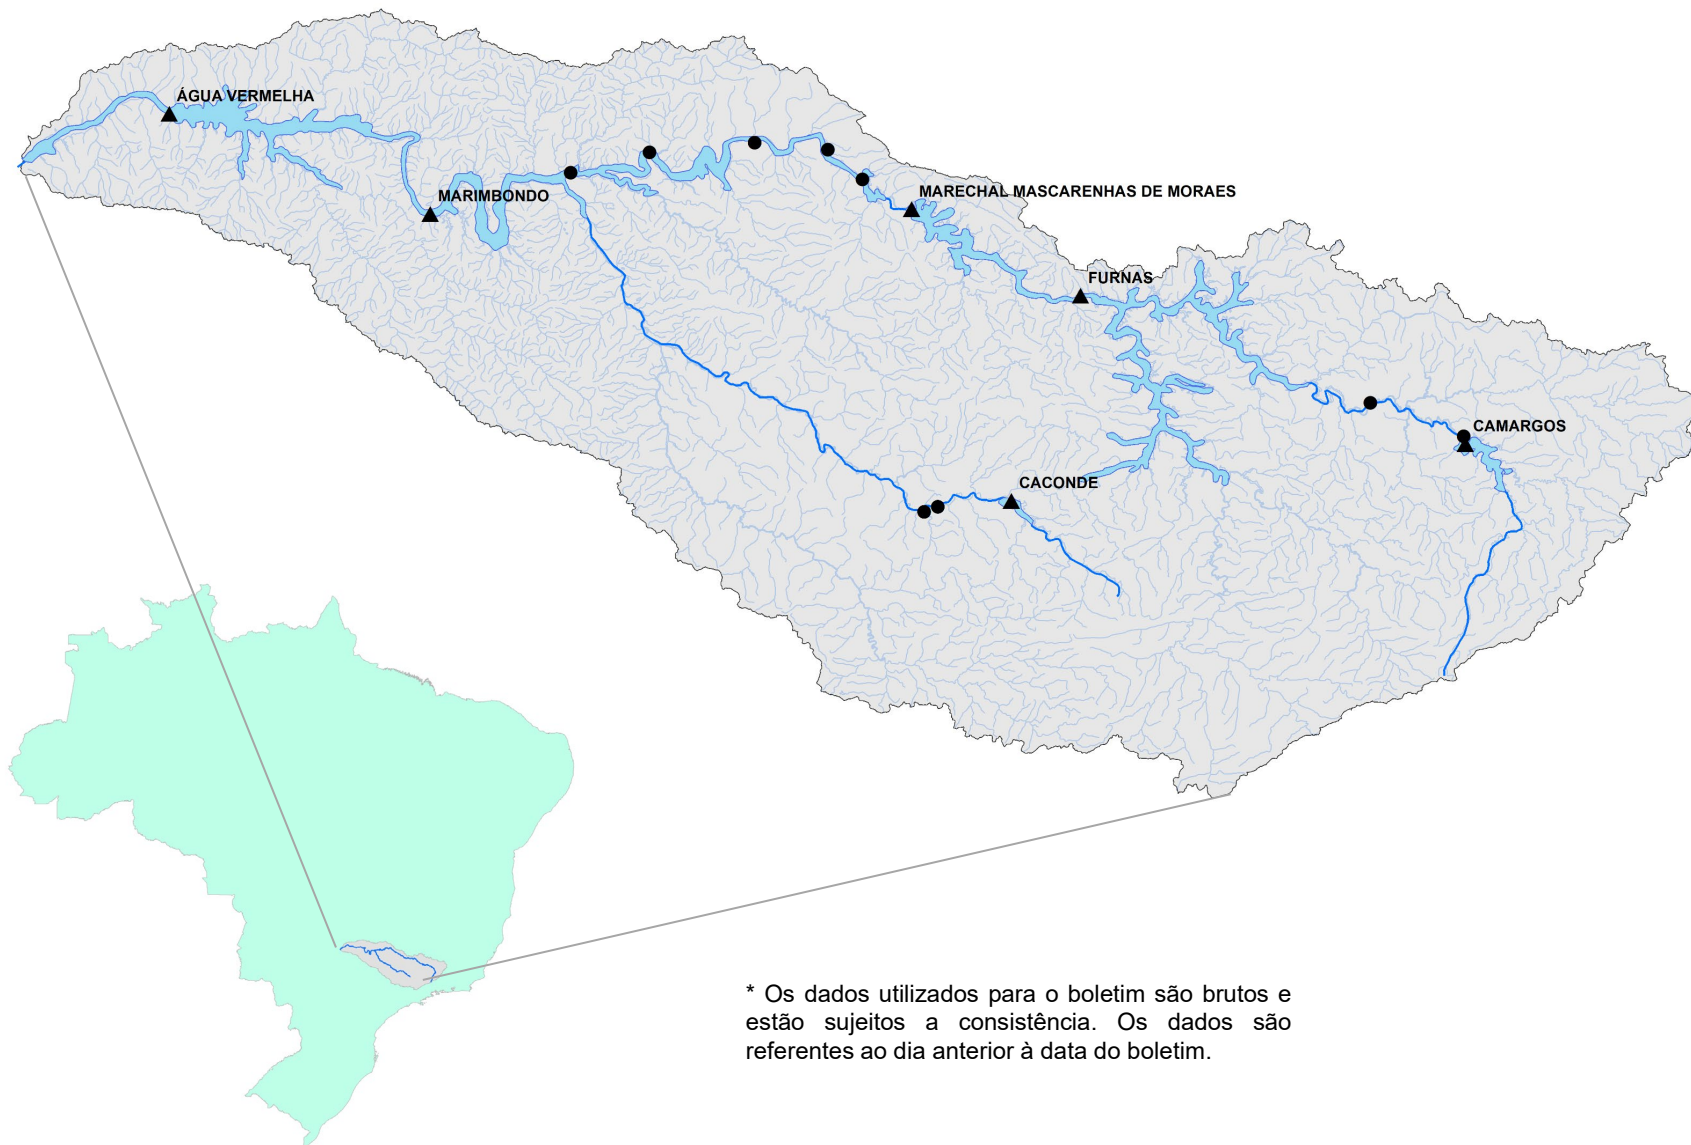 ÁGUA VERMELHA
MARIMBONDO
MARECHAL MASCARENHAS DE MORAES
FURNAS
CAMARGOS
CACONDE
* Os dados utilizados para o boletim são brutos e
estão sujeitos a consistência. Os dados são
referentes ao dia anterior à data do boletim.